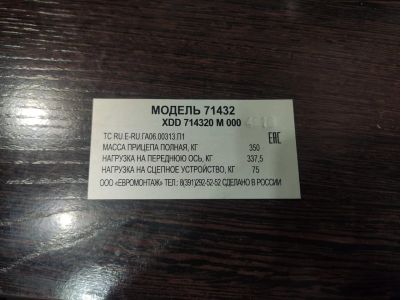 МОДЕЛЬ 71432
XDD 714320 M 000
ТС RU.E-RU.ГА06.00313.П1
EAC
МАССА ПРИЦЕПА ПОЛНАЯ, КГ 350
НАГРУЗКА НА ПЕРЕДНЮЮ ОСЬ, КГ 337,5
НАГРУЗКА НА СЦЕПНОЕ УСТРОЙСТВО, КГ 75
ООО «ЕВРОМОНТАЖ» ТЕЛ.: 8(391)292-52-52 СДЕЛАНО В РОССИИ